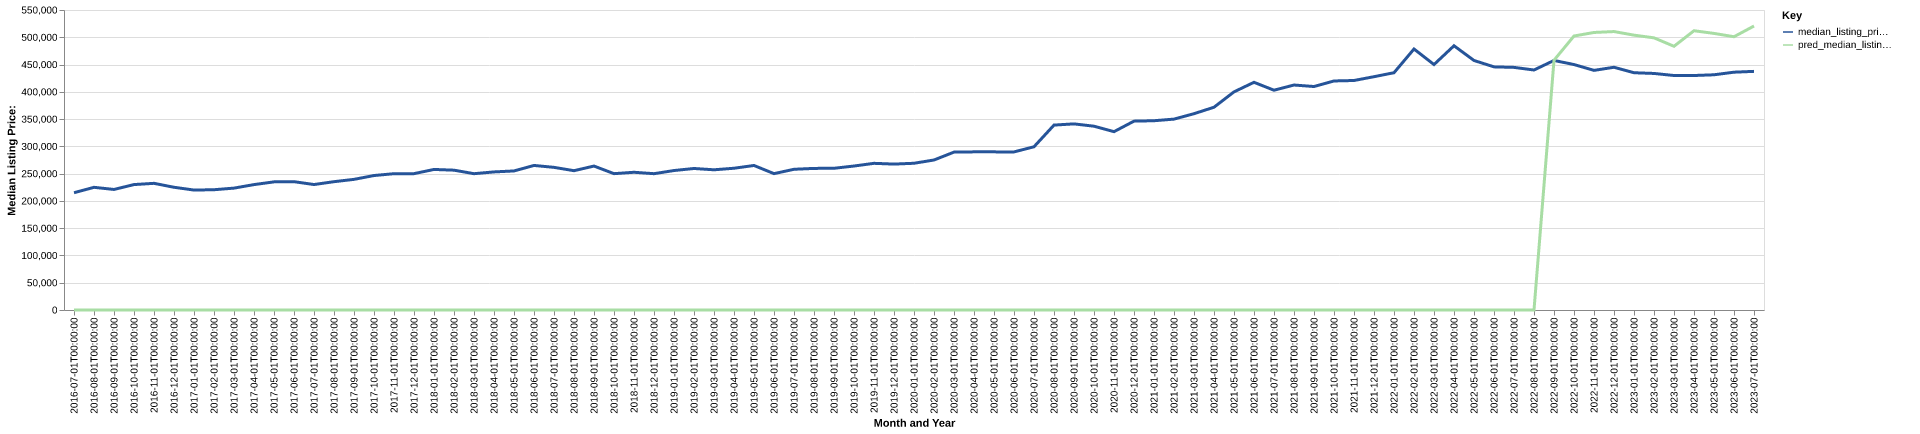 550,000
500,000
450,000
400,000
350,000
300,000
250,000
200,000
150,000
100,000
50,000
0
Median Listing Price:
2016-07-01T00:00:00
2016-08-01T00:00:00
2016-09-01T00:00:00
2016-10-01T00:00:00
2016-11-01T00:00:00
2016-12-01T00:00:00
2017-01-01T00:00:00
2017-02-01T00:00:00
2017-03-01T00:00:00
2017-04-01T00:00:00
2017-05-01T00:00:00
2017-06-01T00:00:00
2017-07-01T00:00:00
2017-08-01T00:00:00
2017-09-01T00:00:00
2017-10-01T00:00:00
2017-11-01T00:00:00
2017-12-01T00:00:00
2018-01-01T00:00:00
2018-02-01T00:00:00
2018-03-01T00:00:00
2018-04-01T00:00:00
2018-05-01T00:00:00
2018-06-01T00:00:00
2018-07-01T00:00:00
2018-08-01T00:00:00
2018-09-01T00:00:00
2018-10-01T00:00:00
2018-11-01T00:00:00
2018-12-01T00:00:00
2019-01-01T00:00:00
2019-02-01T00:00:00
2019-03-01T00:00:00
2019-04-01T00:00:00
2019-05-01T00:00:00
2019-06-01T00:00:00
2019-07-01T00:00:00
2019-08-01T00:00:00
2019-09-01T00:00:00
2019-10-01T00:00:00
2019-11-01T00:00:00
2019-12-01T00:00:00
2020-01-01T00:00:00
2020-02-01T00:00:00
2020-03-01T00:00:00
2020-04-01T00:00:00
2020-05-01T00:00:00
2020-06-01T00:00:00
2020-07-01T00:00:00
2020-08-01T00:00:00
2020-09-01T00:00:00
2020-10-01T00:00:00
2020-11-01T00:00:00
2020-12-01T00:00:00
2021-01-01T00:00:00
2021-02-01T00:00:00
2021-03-01T00:00:00
2021-04-01T00:00:00
2021-05-01T00:00:00
2021-06-01T00:00:00
2021-07-01T00:00:00
2021-08-01T00:00:00
2021-09-01T00:00:00
2021-10-01T00:00:00
2021-11-01T00:00:00
2021-12-01T00:00:00
2022-01-01T00:00:00
2022-02-01T00:00:00
2022-03-01T00:00:00
2022-04-01T00:00:00
2022-05-01T00:00:00
2022-06-01T00:00:00
2022-07-01T00:00:00
2022-08-01T00:00:00
2022-09-01T00:00:00
2022-10-01T00:00:00
2022-11-01T00:00:00
2022-12-01T00:00:00
2023-01-01T00:00:00
2023-02-01T00:00:00
2023-03-01T00:00:00
2023-04-01T00:00:00
2023-05-01T00:00:00
2023-06-01T00:00:00
2023-07-01T00:00:00
Month and Year
Key
median_listing_pri…
pred_median_listin…